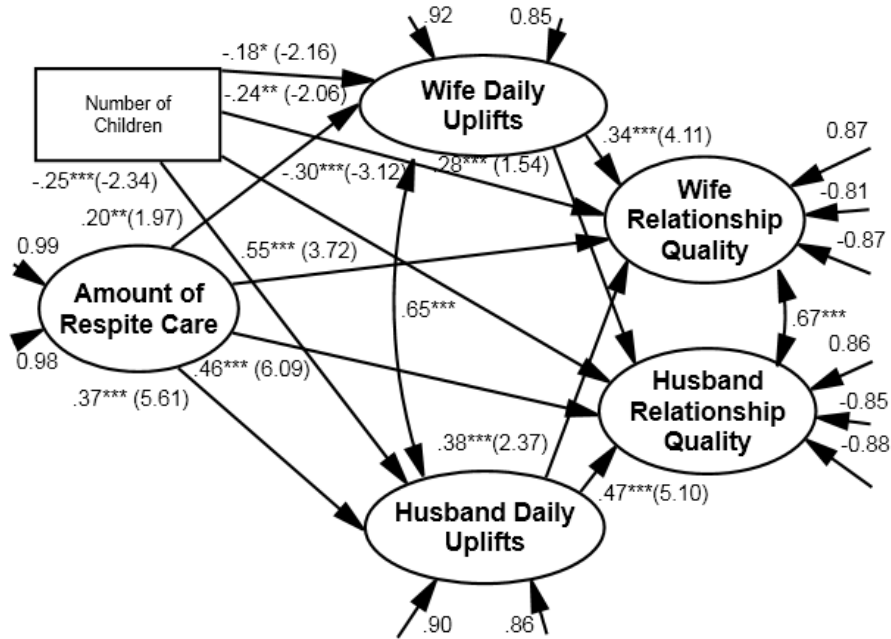 .92
0.85
-.18* (-2.16)
Number of
Children
-.24** (-2.06)
Wife Daily
Uplifts
.34***(4.11)
0.87
-.25***(-2.34)
-.30***(-3.12)
.28*** (1.54)
Wife
Relationship
Quality
-0.81
-0.87
.20**(1.97)
0.99
.55*** (3.72)
Amount of
Respite Care
.65***
.67***
0.98
.46*** (6.09)
.37*** (5.61)
0.86
Husband
Relationship
Quality
-0.85
-0.88
.38***(2.37)
.47***(5.10)
Husband Daily
Uplifts
.90
.86